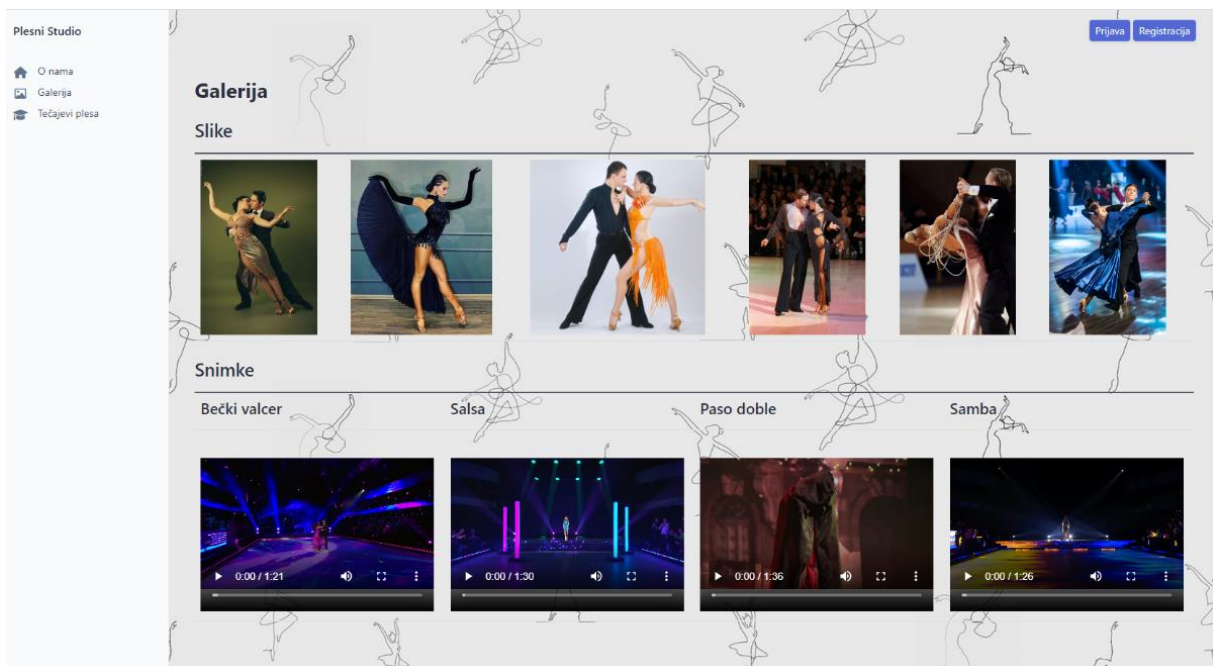 Plesni Studio
O nama
Galerija
Tečajevi plesa
Prijava Registracija
Galerija
Slike
Snimke
Bečki valcer Salsa Paso doble Samba
0:00 / 1:21 0:00 / 1:30 0:00 / 1:36 0:00 / 1:26